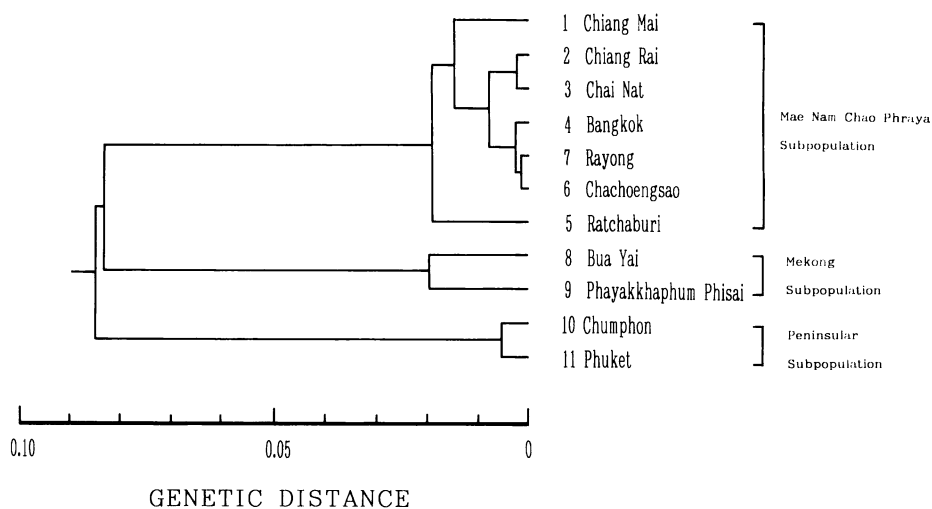 1 Chiang Mai
2 Chiang Rai
3 Chai Nat
4 Bangkok
7 Rayong
6 Chachoengsao
5 Ratchaburi
Mae Nam Chao Phraya
Subpopulation
8 Bua Yai
9 Phayakkhaphum Phisai
Mekong
Subpopulation
10 Chumphon
11 Phuket
Peninsular
Subpopulation
0.10 0.05 0
GENETIC DISTANCE